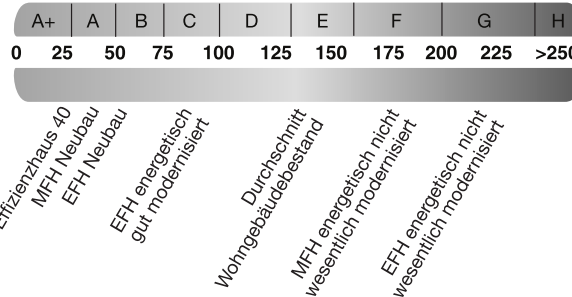 A+ A B C D E F G H
0 25 50 75 100 125 150 175 200 225 >250
Effizienzhaus 40
MFH Neubau
EFH Neubau
EFH energetisch
gut modernisiert
Durchschnitt
Wohngebäudebestand
MFH energetisch nicht
wesentlich modernisiert
EFH energetisch nicht
wesentlich modernisiert